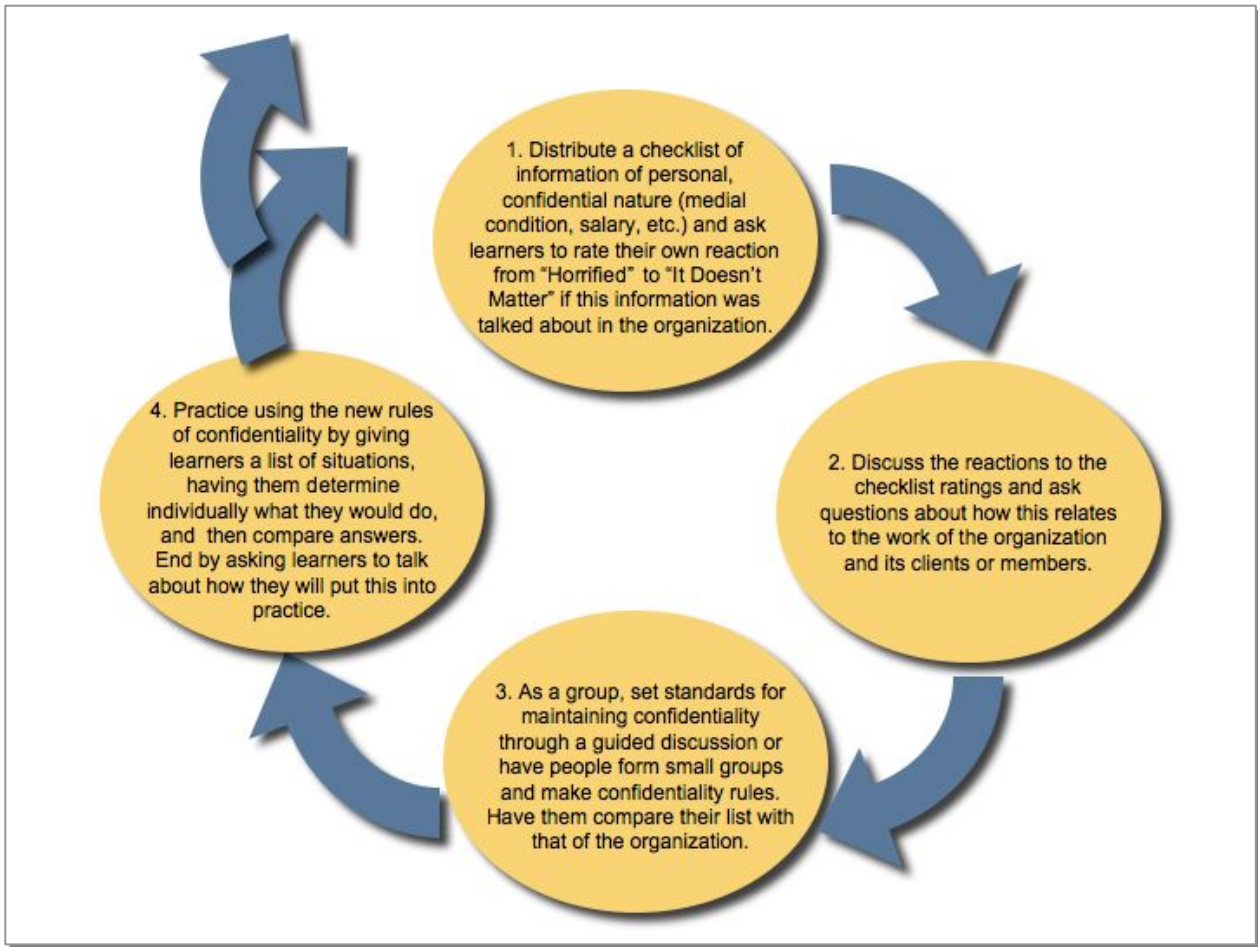 1. Distribute a checklist of
information of personal,
confidential nature (medial
condition, salary, etc.) and ask
learners to rate their own reaction
from “Horrified” to “It Doesn’t
Matter” if this information was
talked about in the organization.
2. Discuss the reactions to the
checklist ratings and ask
questions about how this relates
to the work of the organization
and its clients or members.
3. As a group, set standards for
maintaining confidentiality
through a guided discussion or
have people form small groups
and make confidentiality rules.
Have them compare their list with
that of the organization.
4. Practice using the new rules
of confidentiality by giving
learners a list of situations,
having them determine
individually what they would do,
and then compare answers.
End by asking learners to talk
about how they will put this into
practice.